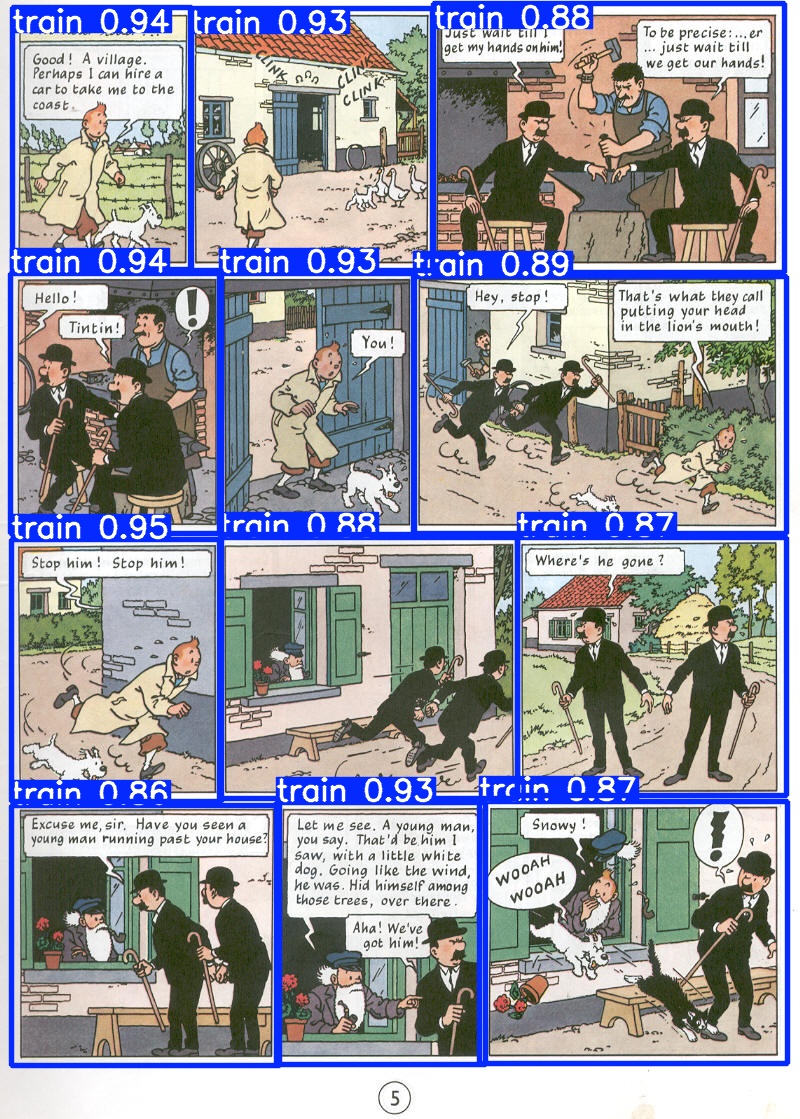 train 0.94
train 0.93
train 0.88
Good! A village.
Perhaps I can hire a
car to take me to the
coast.
CLINK
CLINK
CLINK
Just wait till I
get my hands on him!
To be precise:...er
... just wait till
we get our hands!
train 0.94
train 0.93
train 0.89
Hello!
Tintin!
!
You!
Hey, stop!
That's what they call
putting your head
in the lion's mouth!
train 0.95
train 0.88
train 0.87
Stop him! Stop him!
Where's he gone?
train 0.86
train 0.93
train 0.87
Excuse me, sir. Have you seen a
young man running past your house?
Let me see. A young man,
you say. That'd be him I
saw, with a little white
dog. Going like the wind,
he was. Hid himself among
those trees, over there.
Aha! We've
got him!
Snowy!
WOOAH
WOOAH
!
5